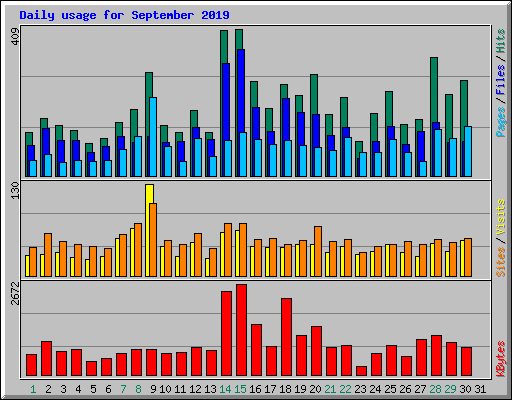 Daily usage for September 2019
409
Pages / Files / Hits
130
Sites / Visits
2672
KBytes
1 2 3 4 5 6 7 8 9 10 11 12 13 14 15 16 17 18 19 20 21 22 23 24 25 26 27 28 29 30 31